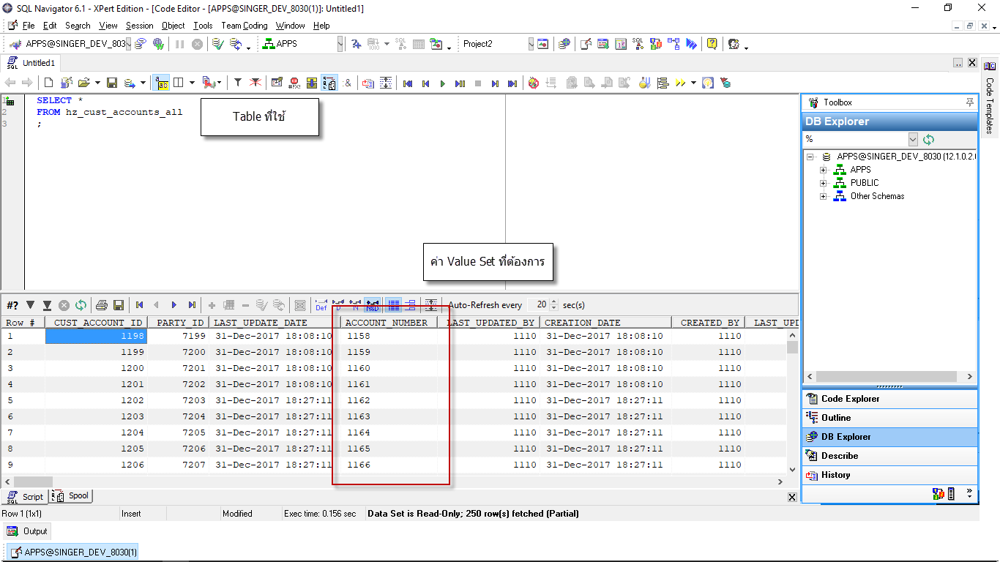 SQL Navigator 6.1 - XPert Edition - [Code Editor - [APPS@SINGER_DEV_8030(1)]: Untitled1]
File Edit Search View Session Object Tools Team Coding Window Help
APPS@SINGER_DEV_803 APPS Project2
Untitled1
1 SELECT *
2 FROM hz_cust_accounts_all
3 ;
Table ที่ใช้
ค่า Value Set ที่ต้องการ
Toolbox
DB Explorer
%
APPS@SINGER_DEV_8030 (12.1.0.2.
APPS
PUBLIC
Other Schemas
Code Templates
#? Def N&D Auto-Refresh every 20 sec(s)
Row # CUST_ACCOUNT_ID PARTY_ID LAST_UPDATE_DATE ACCOUNT_NUMBER LAST_UPDATED_BY CREATION_DATE CREATED_BY LAST_UPD
1 1198 7199 31-Dec-2017 18:08:10 1158 1110 31-Dec-2017 18:08:10 1110
2 1199 7200 31-Dec-2017 18:08:10 1159 1110 31-Dec-2017 18:08:10 1110
3 1200 7201 31-Dec-2017 18:08:10 1160 1110 31-Dec-2017 18:08:10 1110
4 1201 7202 31-Dec-2017 18:08:10 1161 1110 31-Dec-2017 18:08:10 1110
5 1202 7203 31-Dec-2017 18:27:11 1162 1110 31-Dec-2017 18:27:11 1110
6 1203 7204 31-Dec-2017 18:27:11 1163 1110 31-Dec-2017 18:27:11 1110
7 1204 7205 31-Dec-2017 18:27:11 1164 1110 31-Dec-2017 18:27:11 1110
8 1205 7206 31-Dec-2017 18:27:11 1165 1110 31-Dec-2017 18:27:11 1110
9 1206 7207 31-Dec-2017 18:27:11 1166 1110 31-Dec-2017 18:27:11 1110
Code Explorer
Outline
DB Explorer
Describe
History
Script Spool
Row 1 (1x1) Insert Modified Exec time: 0.156 sec Data Set is Read-Only; 250 row(s) fetched (Partial)
Output
APPS@SINGER_DEV_8030(1)